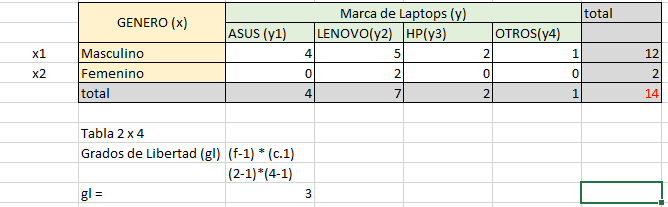 GENERO (x) Marca de Laptops (y) total
ASUS (y1) LENOVO(y2) HP(y3) OTROS(y4)
x1 Masculino 4 5 2 1 12
x2 Femenino 0 2 0 0 2
total 4 7 2 1 14
Tabla 2 x 4
Grados de Libertad (gl) (f-1) * (c.1)
(2-1)*(4-1)
gl = 3